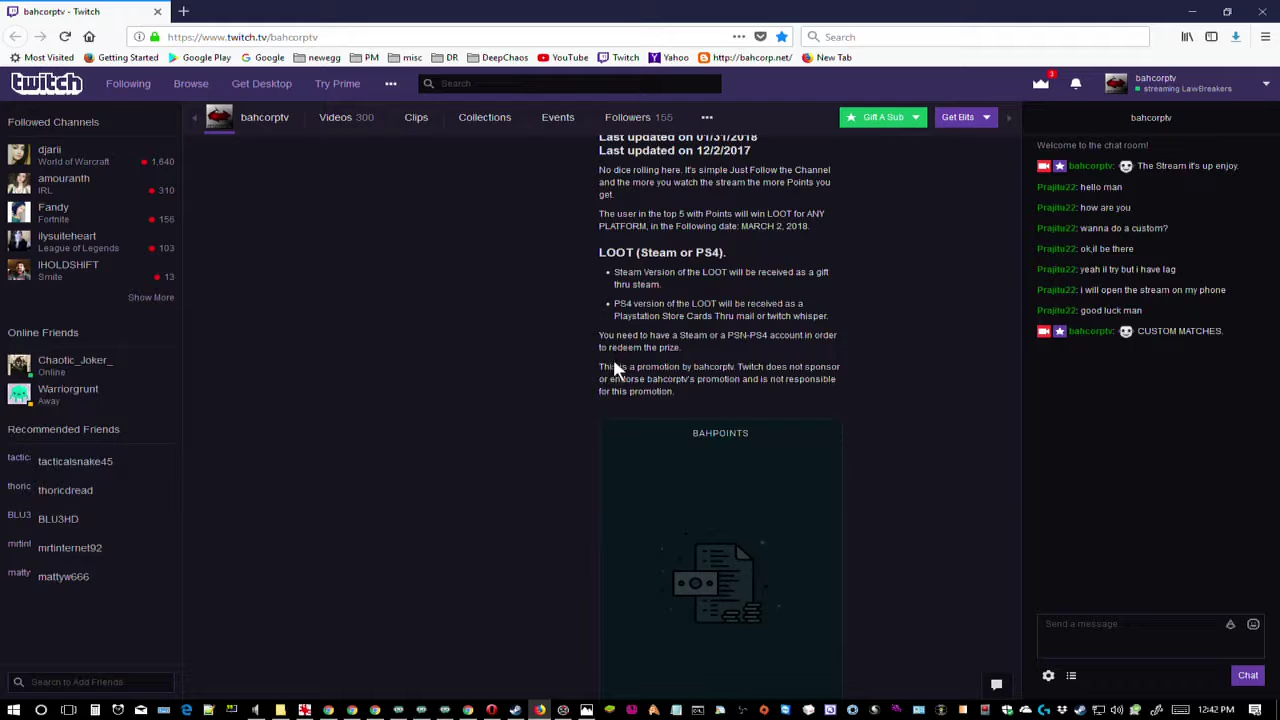 bahcorptv - Twitch
https://www.twitch.tv/bahcorptv
Search
Most Visited
Getting Started
Google Play
Google
newegg
PM
misc
DR
DeepChaos
YouTube
Twitch
Yahoo
http://bahcorp.net/
New Tab
twitch
Following
Browse
Get Desktop
Try Prime
Search
3
bahcorptv
streaming LawBreakers
Followed Channels
djarii
World of Warcraft 1,640
amouranth
IRL 310
Fandy
Fortnite 156
ilysuiteheart
League of Legends 103
IHOLDSHIFT
Smite 13
Show More
Online Friends
Chaotic_Joker_
Online
Warriorgrunt
Away
Recommended Friends
tactic tacticalsnake45
thoric thoricdread
BLU3 BLU3HD
mrtinl mrtinternet92
matty mattyw666
Search to Add Friends
bahcorptv
Videos 300
Clips
Collections
Events
Followers 155
Gift A Sub
Get Bits
Last updated on 01/31/2018
Last updated on 12/2/2017
No dice rolling here. It's simple Just Follow the Channel
and the more you watch the stream the more Points you
get.
The user in the top 5 with Points will win LOOT for ANY
PLATFORM, in the Following date: MARCH 2, 2018.
LOOT (Steam or PS4).
Steam Version of the LOOT will be received as a gift
thru steam.
PS4 version of the LOOT will be received as a
Playstation Store Cards Thru mail or twitch whisper.
You need to have a Steam or a PSN-PS4 account in order
to redeem the prize.
This is a promotion by bahcorptv. Twitch does not sponsor
or endorse bahcorptv's promotion and is not responsible
for this promotion.
BAHPOINTS
bahcorptv
Welcome to the chat room!
bahcorptv: The Stream it's up enjoy.
Prajitu22: hello man
Prajitu22: how are you
Prajitu22: wanna do a custom?
Prajitu22: ok,il be there
Prajitu22: yeah il try but i have lag
Prajitu22: i will open the stream on my phone
Prajitu22: good luck man
bahcorptv: CUSTOM MATCHES.
Send a message...
Chat
12:42 PM